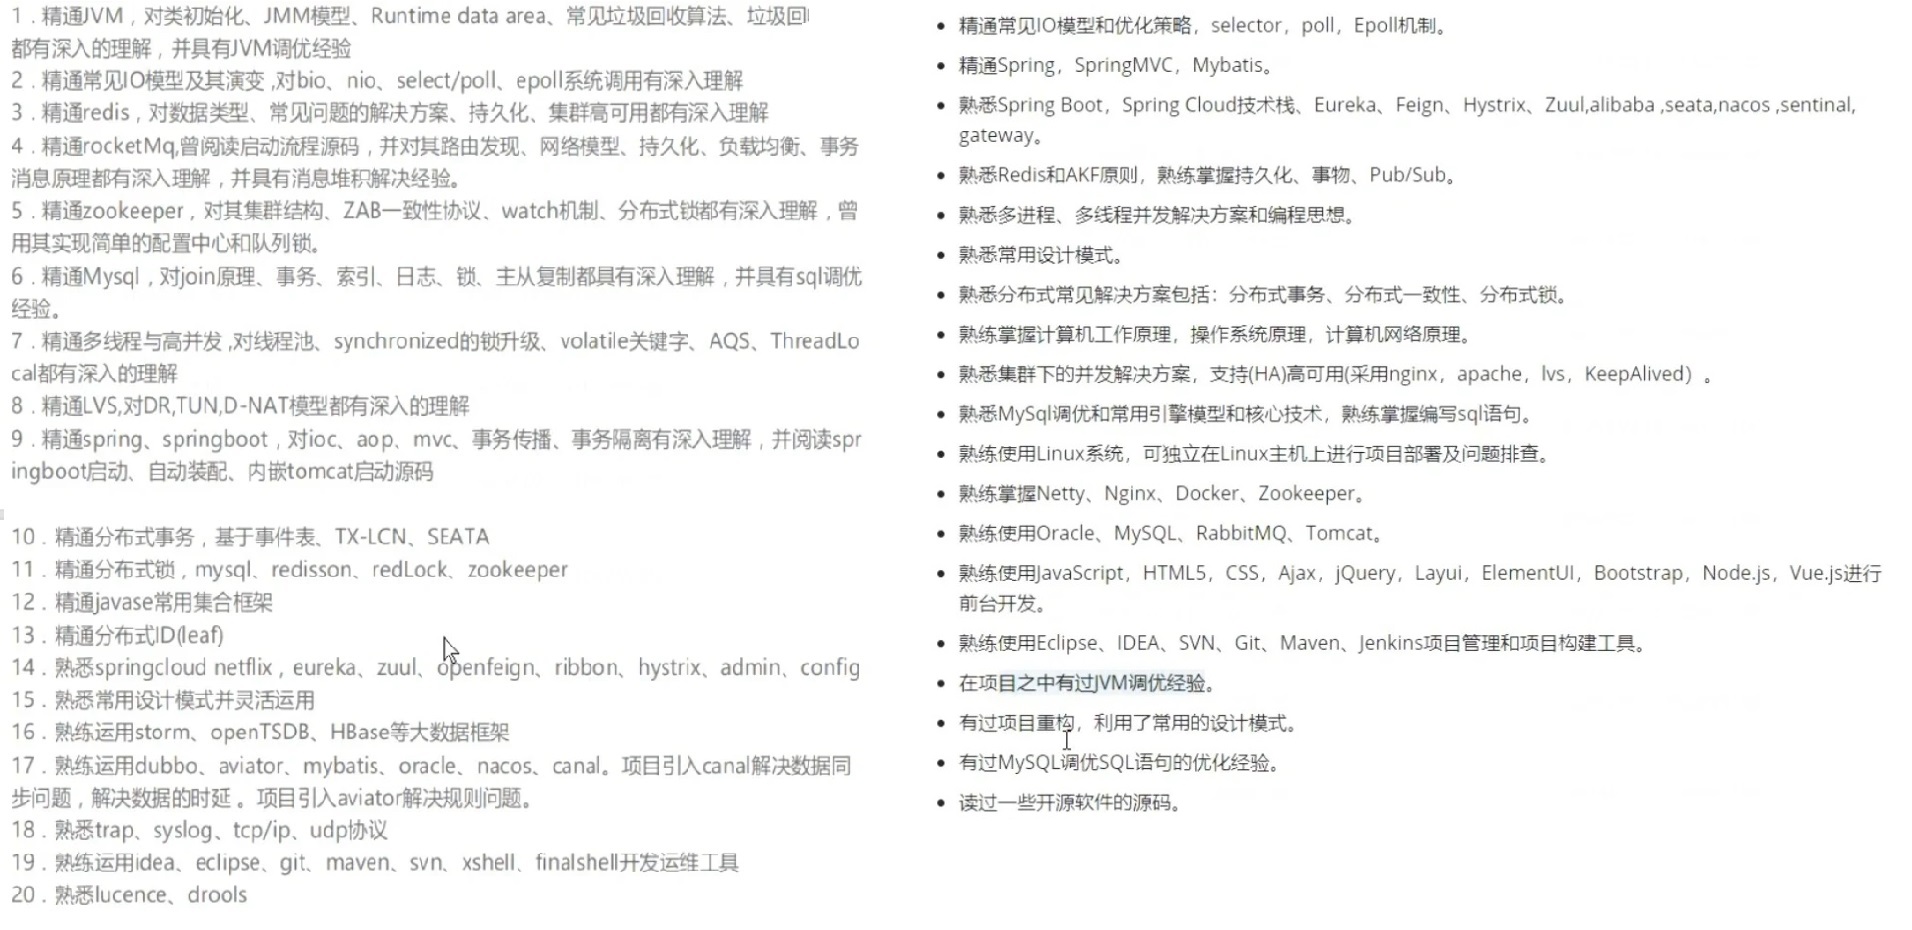 1．精通JVM，对类初始化、JMM模型、Runtime data area、常见垃圾回收算法、垃圾回
都有深入的理解，并具有JVM调优经验
2．精通常见IO模型及其演变 ,对bio、nio、select/poll、epoll系统调用有深入理解
3．精通redis，对数据类型、常见问题的解决方案、持久化、集群高可用都有深入理解
4．精通rocketMq,曾阅读启动流程源码，并对其路由发现、网络模型、持久化、负载均衡、事务
消息原理都有深入理解，并具有消息堆积解决经验。
5．精通zookeeper，对其集群结构、ZAB一致性协议、watch机制、分布式锁都有深入理解，曾
用其实现简单的配置中心和队列锁。
6．精通Mysql，对join原理、事务、索引、日志、锁、主从复制都具有深入理解，并具有sql调优
经验。
7．精通多线程与高并发 ,对线程池、synchronized的锁升级、volatile关键字、AQS、ThreadLo
cal都有深入的理解
8．精通LVS,对DR,TUN,D-NAT模型都有深入的理解
9．精通spring、springboot，对ioc、aop、mvc、事务传播、事务隔离有深入理解，并阅读spr
ingboot启动、自动装配、内嵌tomcat启动源码
10．精通分布式事务，基于事件表、TX-LCN、SEATA
11．精通分布式锁，mysql、redisson、redLock、zookeeper
12．精通javase常用集合框架
13．精通分布式ID(leaf)
14．熟悉springcloud netflix，eureka、zuul、openfeign、ribbon、hystrix、admin、config
15．熟悉常用设计模式并灵活运用
16．熟练运用storm、openTSDB、HBase等大数据框架
17．熟练运用dubbo、aviator、mybatis、oracle、nacos、canal。项目引入canal解决数据同
步问题，解决数据的时延 。项目引入aviator解决规则问题。
18．熟悉trap、syslog、tcp/ip、udp协议
19．熟练运用idea、eclipse、git、maven、svn、xshell、finalshell开发运维工具
20．熟悉lucence、drools
• 精通常见IO模型和优化策略，selector，poll，Epoll机制。
• 精通Spring，SpringMVC，Mybatis。
• 熟悉Spring Boot，Spring Cloud技术栈、Eureka、Feign、Hystrix、Zuul,alibaba ,seata,nacos ,sentinal,
gateway。
• 熟悉Redis和AKF原则，熟练掌握持久化、事物、Pub/Sub。
• 熟悉多进程、多线程并发解决方案和编程思想。
• 熟悉常用设计模式。
• 熟悉分布式常见解决方案包括：分布式事务、分布式一致性、分布式锁。
• 熟练掌握计算机工作原理，操作系统原理，计算机网络原理。
• 熟悉集群下的并发解决方案，支持(HA)高可用(采用nginx，apache，lvs，KeepAlived）。
• 熟悉MySql调优和常用引擎模型和核心技术，熟练掌握编写sql语句。
• 熟练使用Linux系统，可独立在Linux主机上进行项目部署及问题排查。
• 熟练掌握Netty、Nginx、Docker、Zookeeper。
• 熟练使用Oracle、MySQL、RabbitMQ、Tomcat。
• 熟练使用JavaScript，HTML5，CSS，Ajax，jQuery，Layui，ElementUI，Bootstrap，Node.js，Vue.js进行
前台开发。
• 熟练使用Eclipse、IDEA、SVN、Git、Maven、Jenkins项目管理和项目构建工具。
• 在项目之中有过JVM调优经验。
• 有过项目重构，利用了常用的设计模式。
• 有过MySQL调优SQL语句的优化经验。
• 读过一些开源软件的源码。